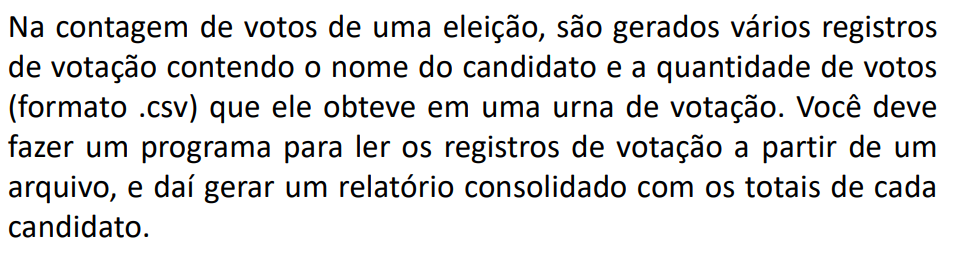 Na contagem de votos de uma eleição, são gerados vários registros
de votação contendo o nome do candidato e a quantidade de votos
(formato .csv) que ele obteve em uma urna de votação. Você deve
fazer um programa para ler os registros de votação a partir de um
arquivo, e daí gerar um relatório consolidado com os totais de cada
candidato.